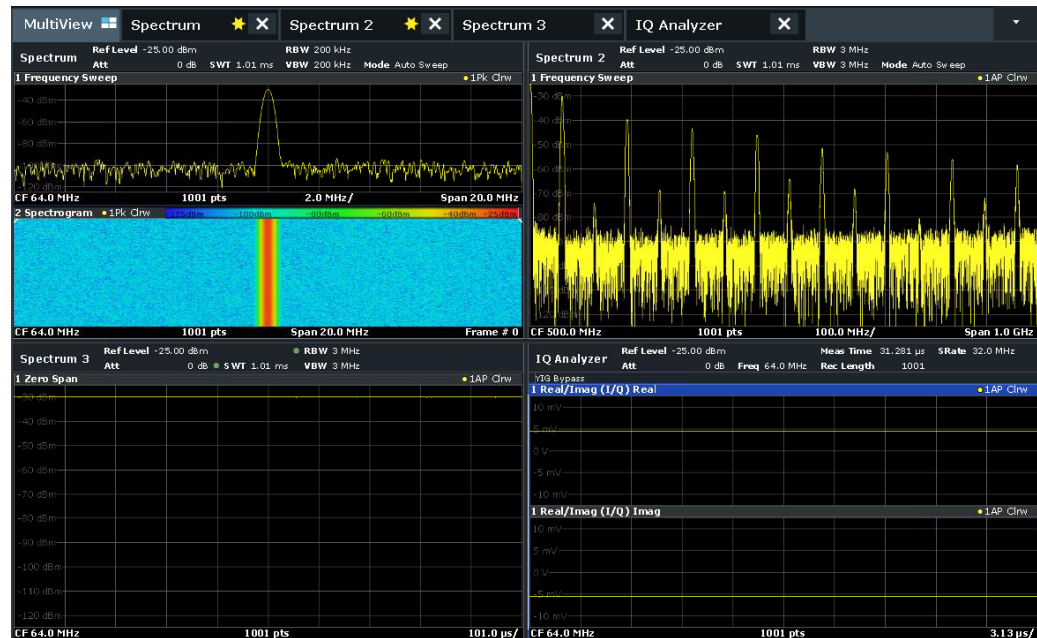 MultiView Spectrum Spectrum 2 Spectrum 3 IQ Analyzer
Spectrum Ref Level -25.00 dBm RBW 200 kHz
Att 0 dB SWT 1.01 ms VBW 200 kHz Mode Auto Sweep
1 Frequency Sweep 1Pk Clrw
-40 dBm
-60 dBm
-80 dBm
-120 dBm
CF 64.0 MHz 1001 pts 2.0 MHz/ Span 20.0 MHz
2 Spectrogram 1Pk Clrw -125dBm -100dBm -80dBm -60dBm -40dBm -25dBm
CF 64.0 MHz 1001 pts Span 20.0 MHz Frame # 0
Spectrum 2 Ref Level -25.00 dBm RBW 3 MHz
Att 0 dB SWT 1.01 ms VBW 3 MHz Mode Auto Sweep
1 Frequency Sweep 1AP Clrw
-30 dBm
-40 dBm
-50 dBm
-70 dBm
-80 dBm
CF 500.0 MHz 1001 pts 100.0 MHz/ Span 1.0 GHz
Spectrum 3 Ref Level -25.00 dBm RBW 3 MHz
Att 0 dB SWT 1.01 ms VBW 3 MHz
1 Zero Span 1AP Clrw
-30 dBm
-40 dBm
-50 dBm
-60 dBm
-70 dBm
-80 dBm
-90 dBm
-100 dBm
-110 dBm
-120 dBm
CF 64.0 MHz 1001 pts 101.0 µs/
IQ Analyzer Ref Level -25.00 dBm Meas Time 31.281 µs SRate 32.0 MHz
Att 0 dB Freq 64.0 MHz Rec Length 1001
YIG Bypass
1 Real/Imag (I/Q) Real 1AP Clrw
10 mV
5 mV
0 V
-5 mV
-10 mV
1 Real/Imag (I/Q) Imag 1AP Clrw
10 mV
5 mV
0 V
-5 mV
-10 mV
CF 64.0 MHz 1001 pts 3.13 µs/